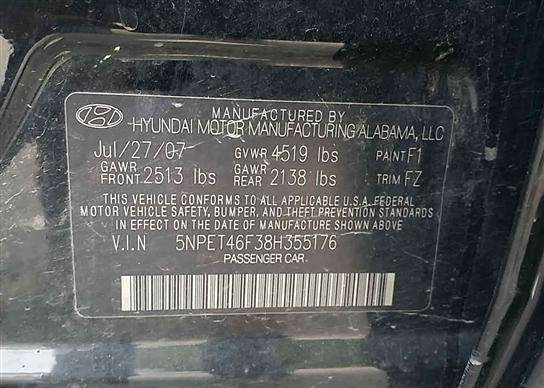 MANUFACTURED BY
HYUNDAI MOTOR MANUFACTURING ALABAMA, LLC
Jul/27/07 GVWR 4519 lbs PAINT F1
GAWR FRONT 2513 lbs GAWR REAR 2138 lbs TRIM FZ
THIS VEHICLE CONFORMS TO ALL APPLICABLE U.S.A. FEDERAL
MOTOR VEHICLE SAFETY, BUMPER, AND THEFT PREVENTION STANDARDS
IN EFFECT ON THE DATE OF MANUFACTURE SHOWN ABOVE
V.I.N 5NPET46F38H355176
PASSENGER CAR